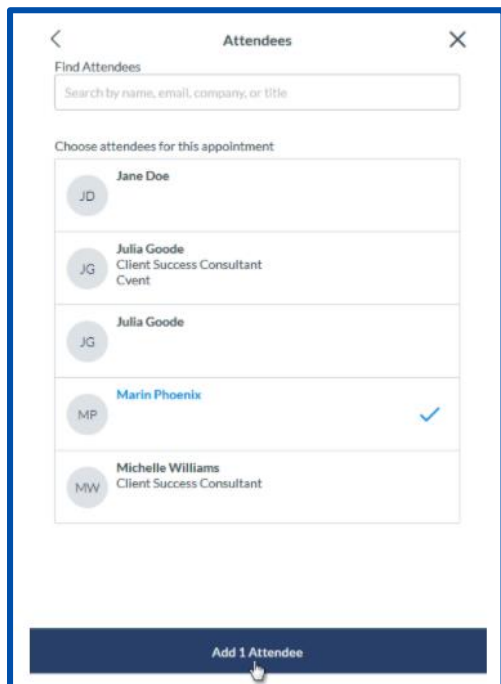 Attendees
Find Attendees
Search by name, email, company, or title
Choose attendees for this appointment
JD
Jane Doe
JG
Julia Goode
Client Success Consultant
Cvent
JG
Julia Goode
MP
Marin Phoenix
MW
Michelle Williams
Client Success Consultant
Add 1 Attendee